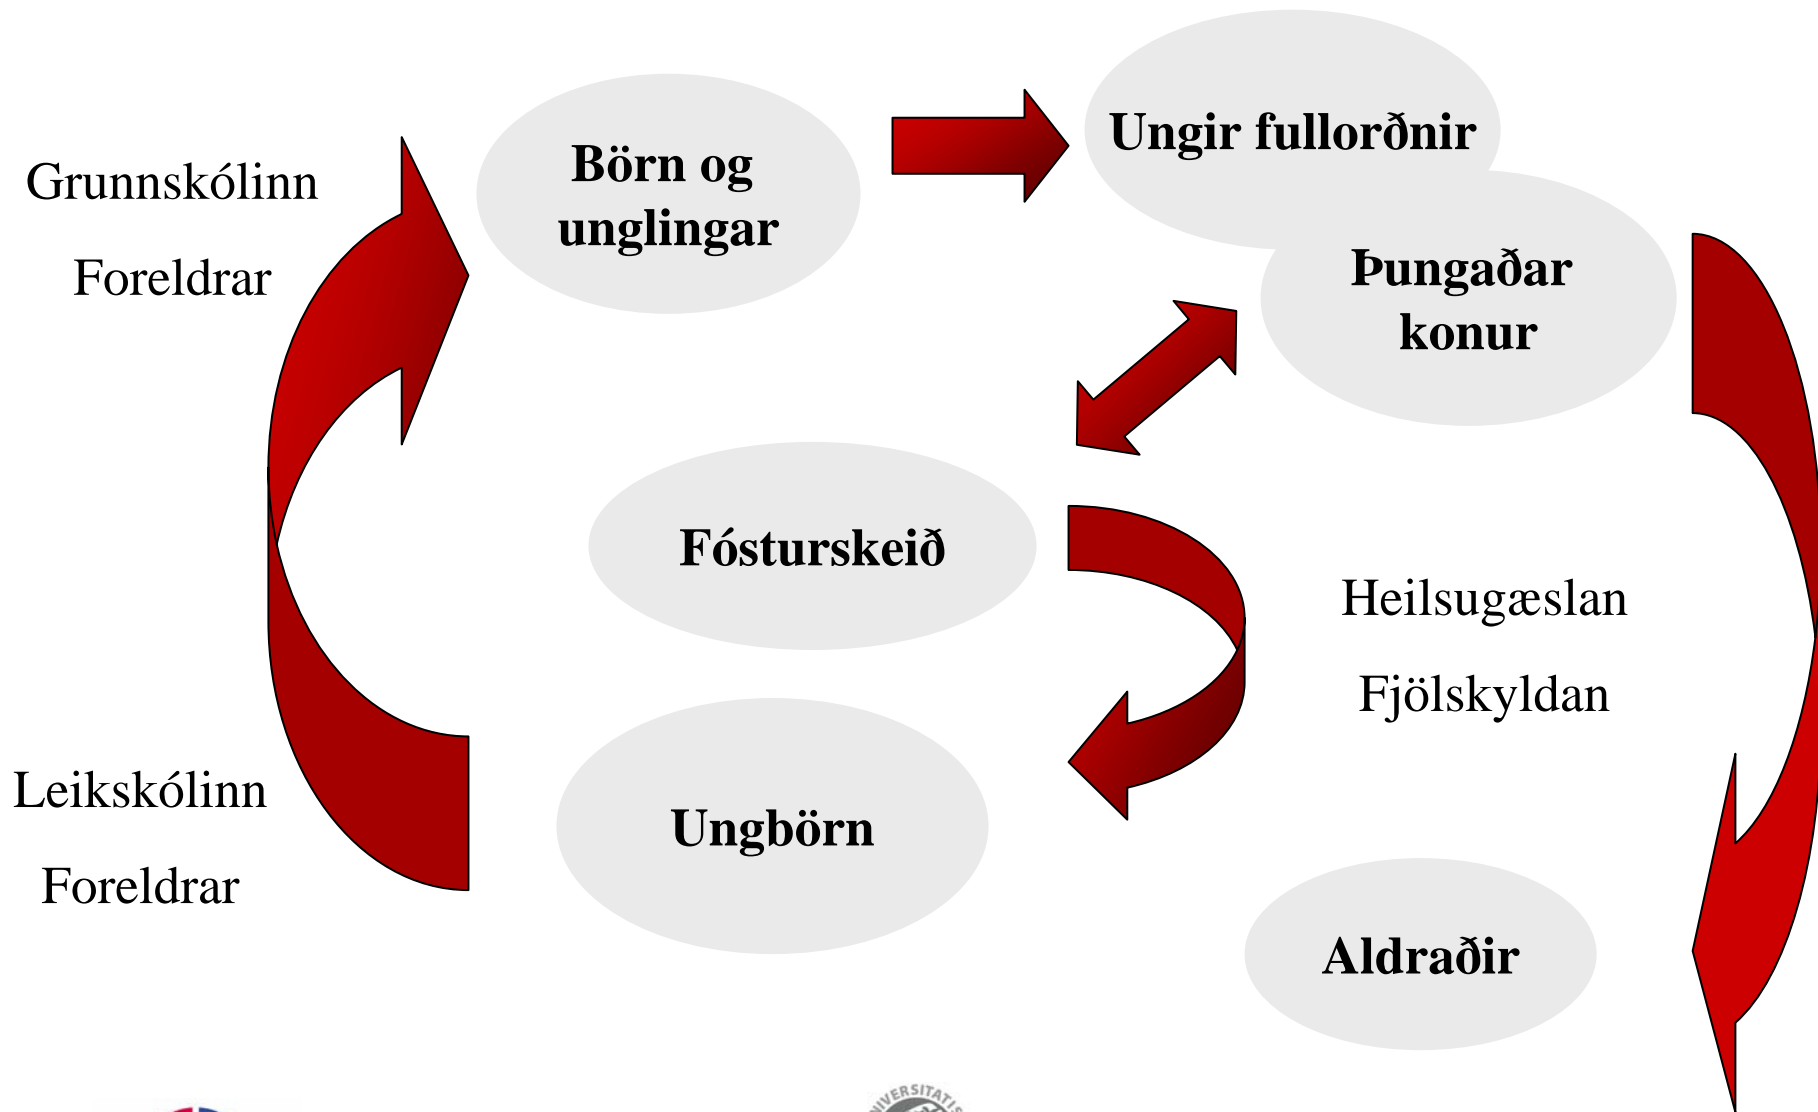 Grunnskólinn
Foreldrar
Börn og
unglingar
Ungir fullorðnir
Þungaðar
konur
Fósturskeið
Heilsugæslan
Fjölskyldan
Leikskólinn
Foreldrar
Ungbörn
Aldraðir